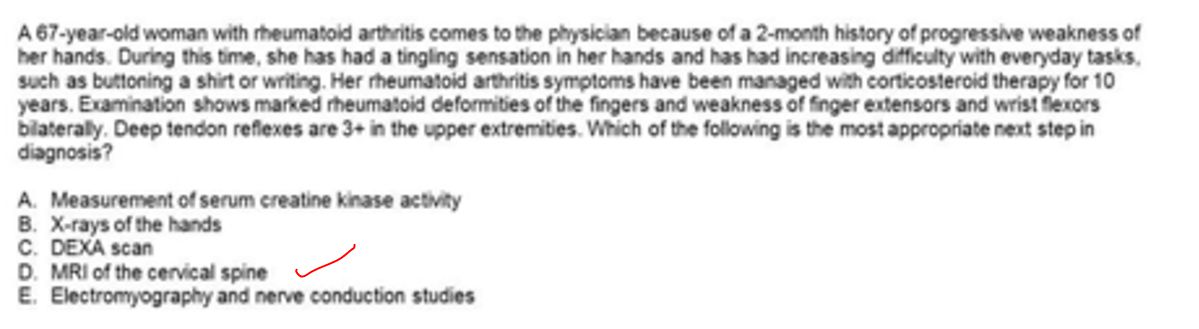 A 67-year-old woman with rheumatoid arthritis comes to the physician because of a 2-month history of progressive weakness of
her hands. During this time, she has had a tingling sensation in her hands and has had increasing difficulty with everyday tasks,
such as buttoning a shirt or writing. Her rheumatoid arthritis symptoms have been managed with corticosteroid therapy for 10
years. Examination shows marked rheumatoid deformities of the fingers and weakness of finger extensors and wrist flexors
bilaterally. Deep tendon reflexes are 3+ in the upper extremities. Which of the following is the most appropriate next step in
diagnosis?
A. Measurement of serum creatine kinase activity
B. X-rays of the hands
C. DEXA scan
D. MRI of the cervical spine
E. Electromyography and nerve conduction studies